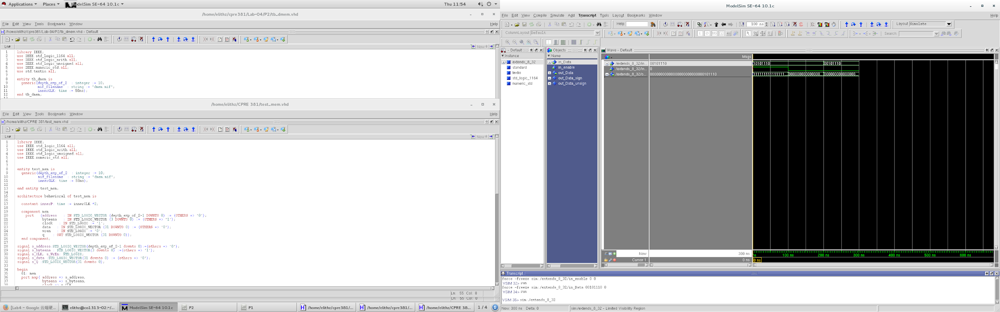 Applications Places ModelSim SE-64 10.1c Thu 11:54
/home/elithz/cpre381/Lab-04/P2/tb_dmem.vhd
File Edit View Tools Bookmarks Window Help
/home/elithz/cpre381/Lab-04/P2/tb_dmem.vhd - Default
Ln# Now
1 library IEEE;
2 use IEEE.std_logic_1164.all;
3 use IEEE.std_logic_arith.all;
4 use IEEE.std_logic_unsigned.all;
5 use IEEE.numeric_std.all;
6 use std.textio.all;
7
8 entity tb_dmem is
9 generic(depth_exp_of_2 : integer := 10;
10 mif_filename : string := "dmem.mif";
11 innerCLK: time := 50ns);
12 end tb_dmem;
/home/elithz/CPRE 381/test_mem.vhd
File Edit View Tools Bookmarks Window Help
/home/elithz/CPRE 381/test_mem.vhd
Ln# Now
1 library IEEE;
2 use IEEE.std_logic_1164.all;
3 use IEEE.std_logic_arith.all;
4 use IEEE.std_logic_unsigned.all;
5 use IEEE.numeric_std.all;
6
7
8 entity test_mem is
9 generic(depth_exp_of_2 : integer := 10;
10 mif_filename : string := "dmem.mif";
11 innerCLK: time := 50ns);
12
13 end entity test_mem;
14
15 architecture behavioral of test_mem is
16
17 constant innerP: time := innerCLK *2;
18
19 component mem
20 port (address : IN STD_LOGIC_VECTOR (depth_exp_of_2-1 DOWNTO 0) := (OTHERS => '0');
21 byteena : IN STD_LOGIC_VECTOR (3 DOWNTO 0) := (OTHERS => '1');
22 clock : IN STD_LOGIC := '1';
23 data : IN STD_LOGIC_VECTOR (31 DOWNTO 0) := (OTHERS => '0');
24 wren : IN STD_LOGIC := '0';
25 q : OUT STD_LOGIC_VECTOR (31 DOWNTO 0));
26 end component;
27
28 signal s_address:STD_LOGIC_VECTOR(depth_exp_of_2-1 downto 0):=(others => '0');
29 signal s_byteena : STD_LOGIC_VECTOR(3 downto 0) :=(others => '1');
30 signal s_CLK, s_WrEn: STD_LOGIC;
31 signal s_data :STD_LOGIC_VECTOR(31 downto 0) := (others => '0');
32 signal s_Q :STD_LOGIC_VECTOR(31 downto 0);
33
34 begin
35 G1: mem
36 port map( address => s_address,
37 byteena => s_byteena,
38 clock => s_CLK,
Ln: 55 Col: 0
Ln: 55 Col: 0
[Lab4 - Google 云端硬... elithz@co1313-02:~/... ModelSim SE-64 10.1c P2 P1 /home/elithz/cpre381/... /home/elithz/cpre381/... /home/elithz/CPRE 38... 1 / 4 1
ModelSim SE-64 10.1c
File Edit View Compile Simulate Add Transcript Tools Layout Bookmarks Window Help
Help 100 ns Layout Simulate
ColumnLayout Default Search:
- Default
Instance
extends_8_32
standard
textio
std_logic_1164
numeric_std
Objects
Name
in_Data
in_enable
out_Data
out_Data_sign
out_Data_unsign
Wave - Default
Msgs
/extends_8_32/in... 00101110 10101110 00101110
/extends_8_32/in... 0
/extends_8_32/o... 00000000000000000000000000101110
Now 300 ns 100 ns 200 ns 300 ns 400 ns 500 ns 600 ns
Cursor 1 0 ns 0 ns
Transcript
force -freeze sim:/extends_8_32/in_enable 0 0
VSIM 32> run
force -freeze sim:/extends_8_32/in_Data 00101110 0
VSIM 34> run
VSIM 35> sim:/extends_8_32
Now: 300 ns Delta: 0 sim:/extends_8_32 - Limited Visibility Region